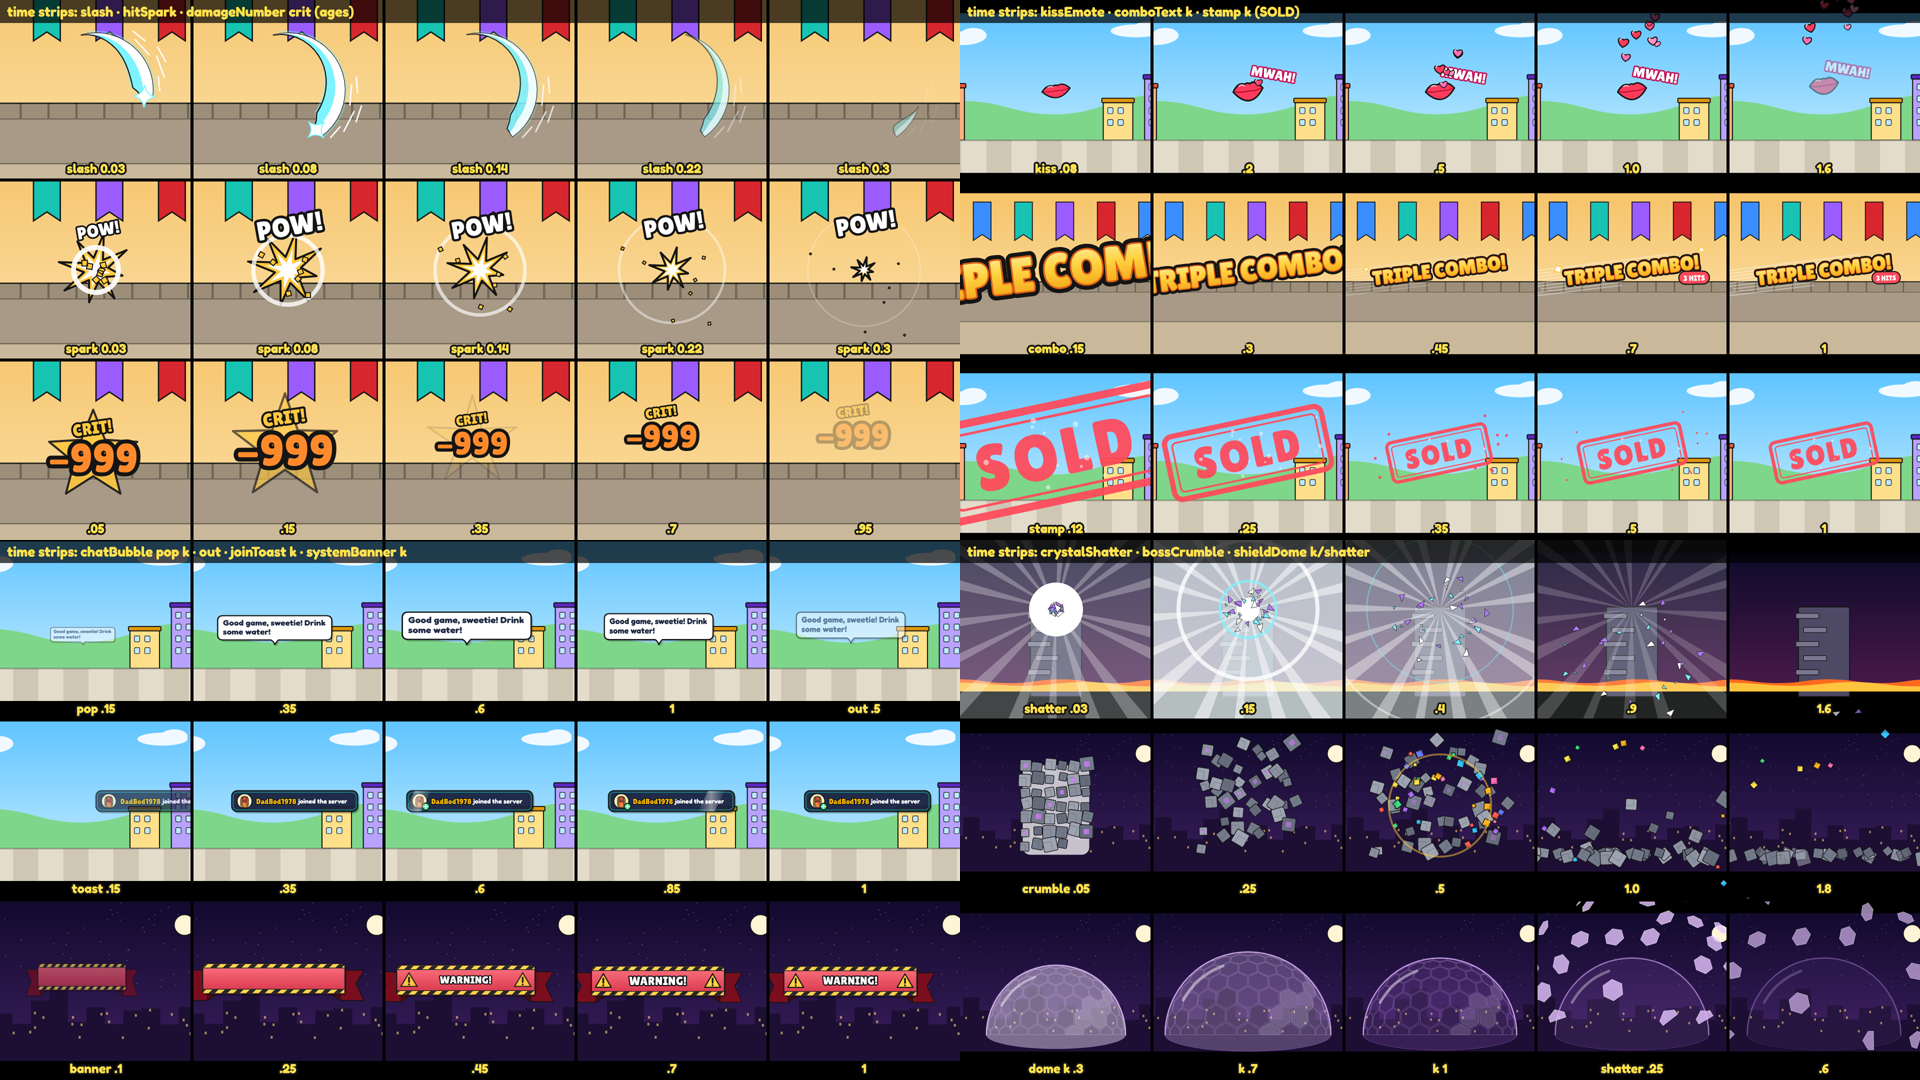 time strips: slash · hitSpark · damageNumber crit (ages)
slash 0.03
slash 0.08
slash 0.14
slash 0.22
slash 0.3
POW!
POW!
POW!
POW!
POW!
spark 0.03
spark 0.08
spark 0.14
spark 0.22
spark 0.3
CRIT!
-999
CRIT!
-999
CRIT!
-999
CRIT!
-999
CRIT!
-999
.05
.15
.35
.7
.95
time strips: kissEmote · comboText k · stamp k (SOLD)
MWAH!
MWAH!
MWAH!
MWAH!
kiss .08
.2
.5
1.0
1.6
IPLE COM
TRIPLE COMBO
TRIPLE COMBO!
TRIPLE COMBO!
3 HITS
TRIPLE COMBO!
3 HITS
combo .15
.3
.45
.7
1
SOLD
SOLD
SOLD
SOLD
SOLD
stamp .12
.25
.35
.5
1
time strips: chatBubble pop k · out · joinToast k · systemBanner k
Good game, sweetie! Drink
some water!
Good game, sweetie! Drink
some water!
Good game, sweetie! Drink
some water!
Good game, sweetie! Drink
some water!
Good game, sweetie! Drink
some water!
pop .15
.35
.6
1
out .5
DadBod1978 joined the
DadBod1978 joined the server
DadBod1978 joined the server
DadBod1978 joined the server
DadBod1978 joined the server
toast .15
.35
.6
.85
1
WARNING!
WARNING!
WARNING!
banner .1
.25
.45
.7
1
time strips: crystalShatter · bossCrumble · shieldDome k/shatter
shatter .03
.15
.4
.9
1.6
crumble .05
.25
.5
1.0
1.8
dome k .3
k .7
k 1
shatter .25
.6